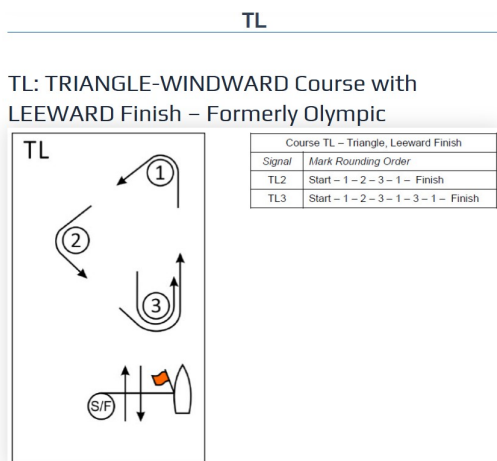 TL
TL: TRIANGLE-WINDWARD Course with
LEEWARD Finish – Formerly Olympic
TL
1
2
3
S/F
Course TL – Triangle, Leeward Finish
Signal Mark Rounding Order
TL2 Start – 1 – 2 – 3 – 1 – Finish
TL3 Start – 1 – 2 – 3 – 1 – 3 – 1 – Finish